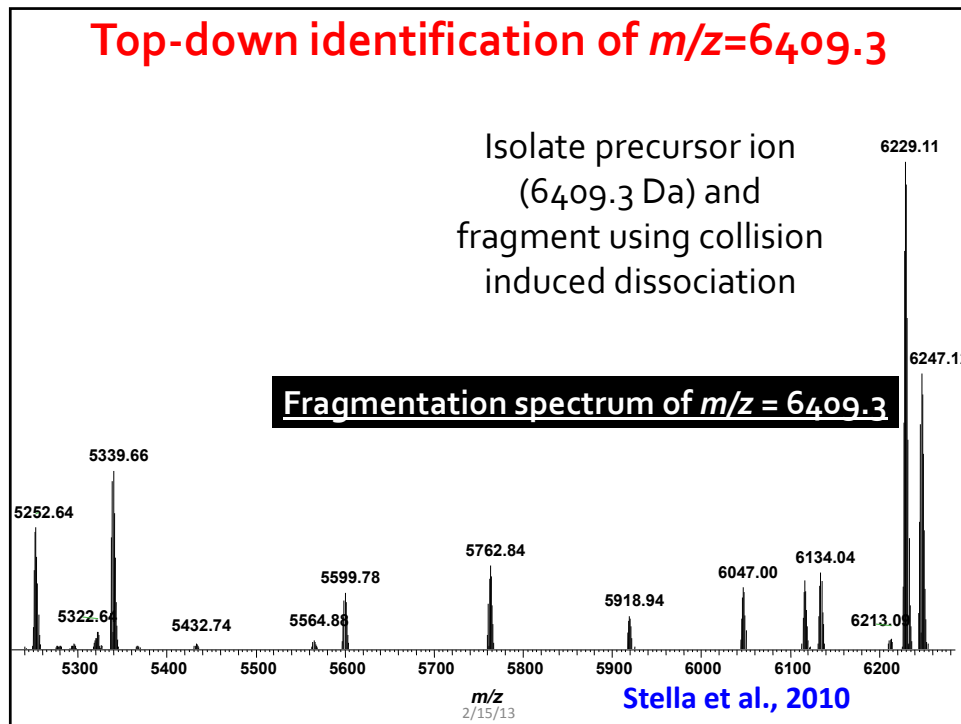 Top-down identification of m/z=6409.3
Isolate precursor ion
(6409.3 Da) and
fragment using collision
induced dissociation
6229.11
6247.1
Fragmentation spectrum of m/z = 6409.3
5339.66
5252.64
5762.84
5599.78
6134.04
6047.00
5918.94
5322.64
5432.74
5564.88
6213.09
5300 5400 5500 5600 5700 5800 5900 6000 6100 6200
m/z
2/15/13
Stella et al., 2010